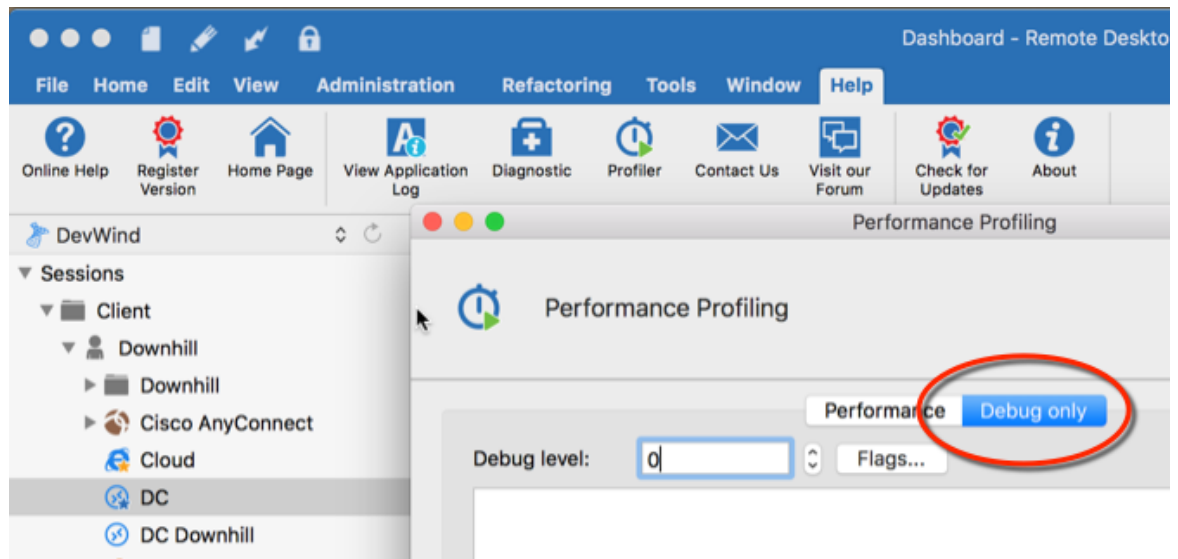 Dashboard - Remote Deskto
File Home Edit View Administration Refactoring Tools Window Help
Online Help
Register
Version
Home Page
View Application
Log
Diagnostic
Profiler
Contact Us
Visit our
Forum
Check for
Updates
About
DevWind
Performance Profiling
Sessions
Client
Downhill
Downhill
Cisco AnyConnect
Cloud
DC
DC Downhill
Performance Profiling
Performance Debug only
Debug level: 0 Flags...